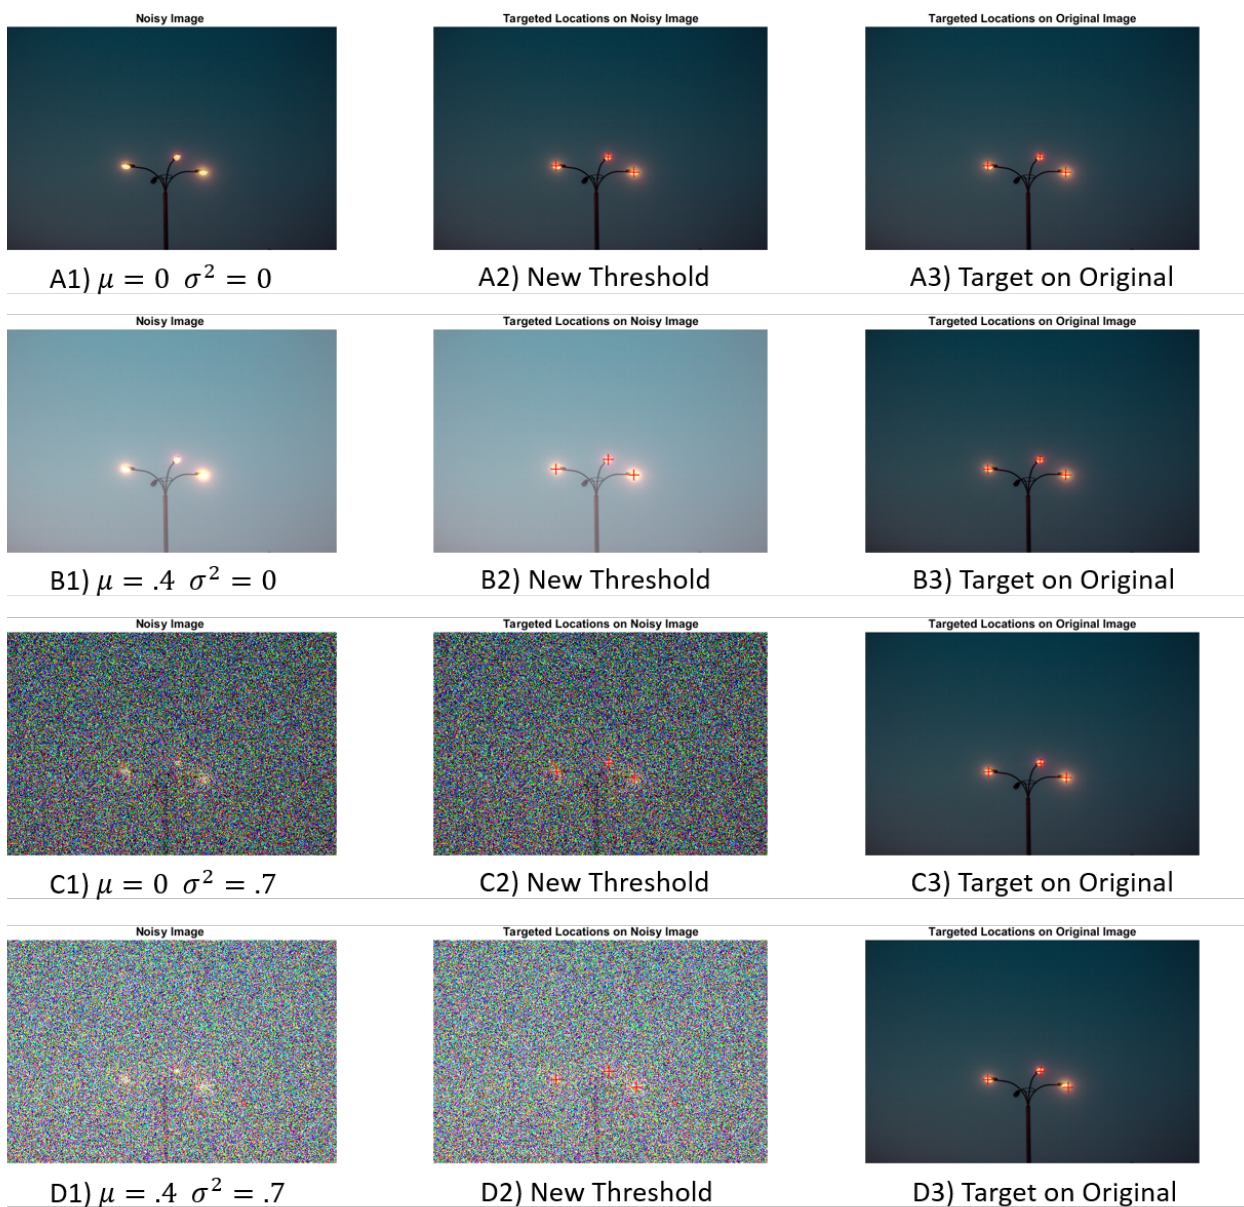 Noisy Image
Targeted Locations on Noisy Image
Targeted Locations on Original Image
A1) μ = 0 σ² = 0
A2) New Threshold
A3) Target on Original
Noisy Image
Targeted Locations on Noisy Image
Targeted Locations on Original Image
B1) μ = .4 σ² = 0
B2) New Threshold
B3) Target on Original
Noisy Image
Targeted Locations on Noisy Image
Targeted Locations on Original Image
C1) μ = 0 σ² = .7
C2) New Threshold
C3) Target on Original
Noisy Image
Targeted Locations on Noisy Image
Targeted Locations on Original Image
D1) μ = .4 σ² = .7
D2) New Threshold
D3) Target on Original